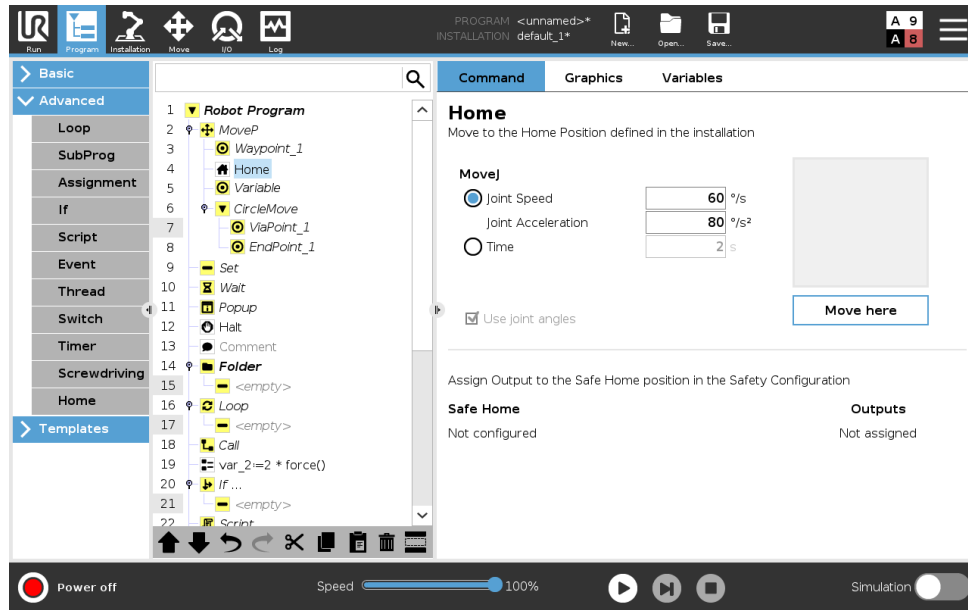 PROGRAM <unnamed>*
INSTALLATION default_1*
A 9
A 8
Run
Program
Installation
Move
I/O
Log
New...
Open...
Save...
Basic
Advanced
Loop
SubProg
Assignment
If
Script
Event
Thread
Switch
Timer
Screwdriving
Home
Templates
1 Robot Program
2 MoveP
3 Waypoint_1
4 Home
5 Variable
6 CircleMove
7 ViaPoint_1
8 EndPoint_1
9 Set
10 Wait
11 Popup
12 Halt
13 Comment
14 Folder
15 <empty>
16 Loop
17 <empty>
18 Call
19 var_2:=2 * force()
20 If ...
21 <empty>
22 Script
Command Graphics Variables
Home
Move to the Home Position defined in the installation
MoveJ
Joint Speed 60 °/s
Joint Acceleration 80 °/s²
Time 2 s
Use joint angles
Move here
Assign Output to the Safe Home position in the Safety Configuration
Safe Home Outputs
Not configured Not assigned
Power off
Speed 100%
Simulation